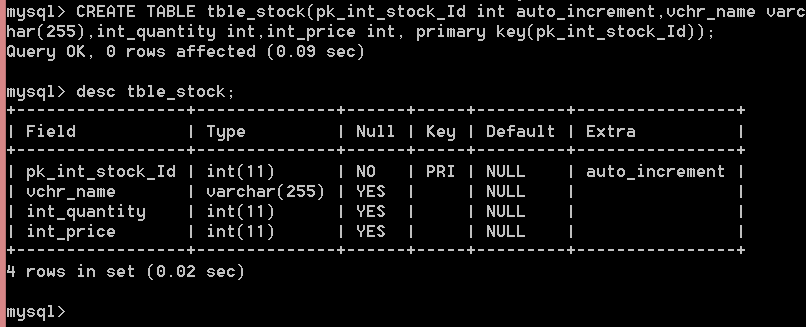 mysql> CREATE TABLE tble_stock(pk_int_stock_Id int auto_increment,vchr_name varc
har(255),int_quantity int,int_price int, primary key(pk_int_stock_Id));
Query OK, 0 rows affected (0.09 sec)
mysql> desc tble_stock;
+-----------------+--------------+------+-----+---------+----------------+
| Field           | Type         | Null | Key | Default | Extra          |
+-----------------+--------------+------+-----+---------+----------------+
| pk_int_stock_Id | int(11)      | NO   | PRI | NULL    | auto_increment |
| vchr_name       | varchar(255) | YES  |     | NULL    |                |
| int_quantity    | int(11)      | YES  |     | NULL    |                |
| int_price       | int(11)      | YES  |     | NULL    |                |
+-----------------+--------------+------+-----+---------+----------------+
4 rows in set (0.02 sec)
mysql>